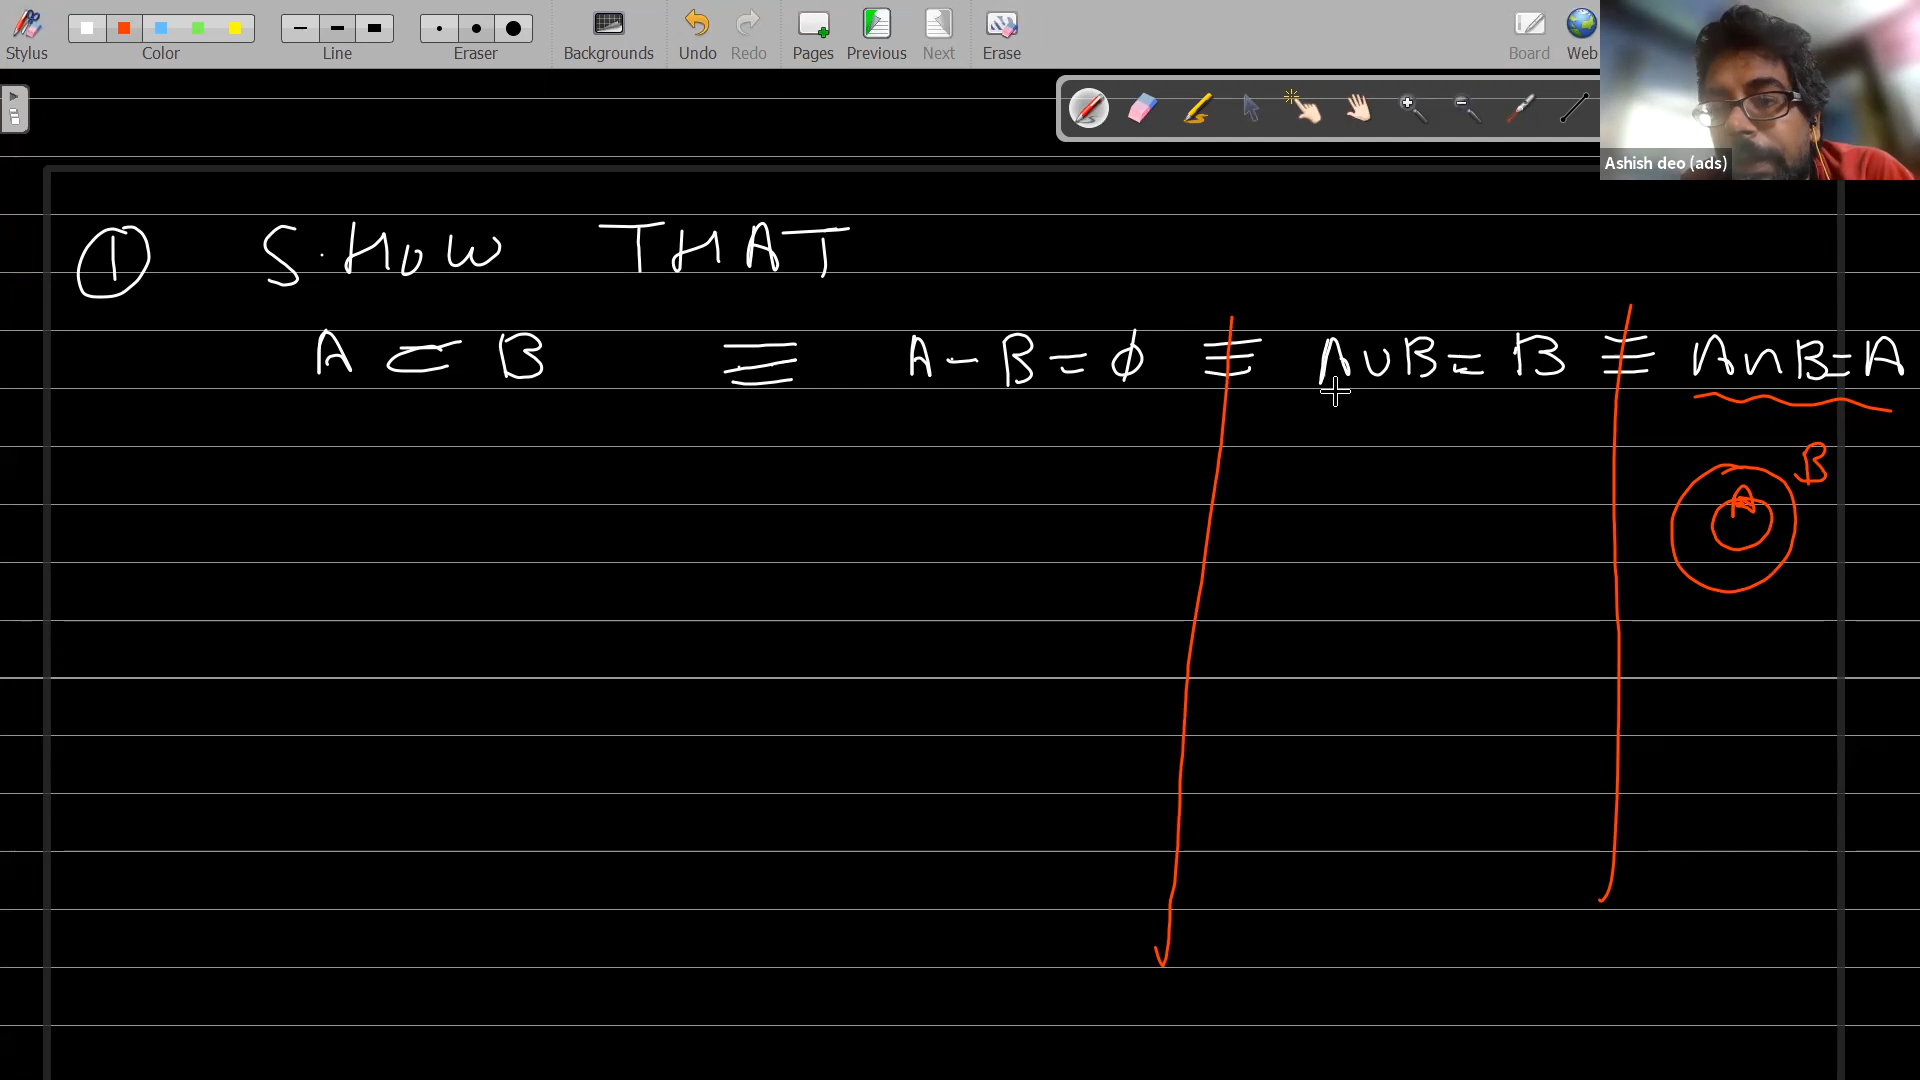 Stylus Color Line Eraser Backgrounds Undo Redo Pages Previous Next Erase Board Web
Ashish deo (ads)
① SHOW THAT
A ⊂ B ≡ A - B = ϕ ≡ A ∪ B = B ≡ A ∩ B = A
B
A